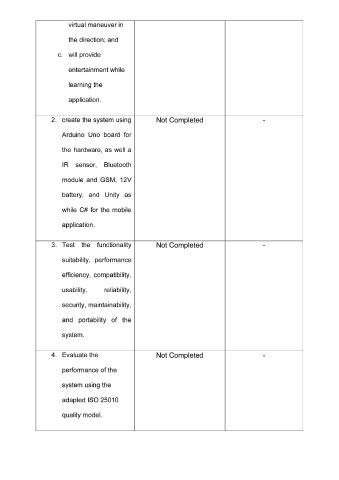 virtual maneuver in
the direction; and
c. will provide
entertainment while
learning the
application.
2. create the system using Not Completed -
Arduino Uno board for
the hardware, as well a
IR sensor, Bluetooth
module and GSM, 12V
battery, and Unity as
while C# for the mobile
application.
3. Test the functionality Not Completed -
suitability, performance
efficiency, compatibility,
usability, reliability,
security, maintainability,
and portability of the
system.
4. Evaluate the Not Completed -
performance of the
system using the
adapted ISO 25010
quality model.